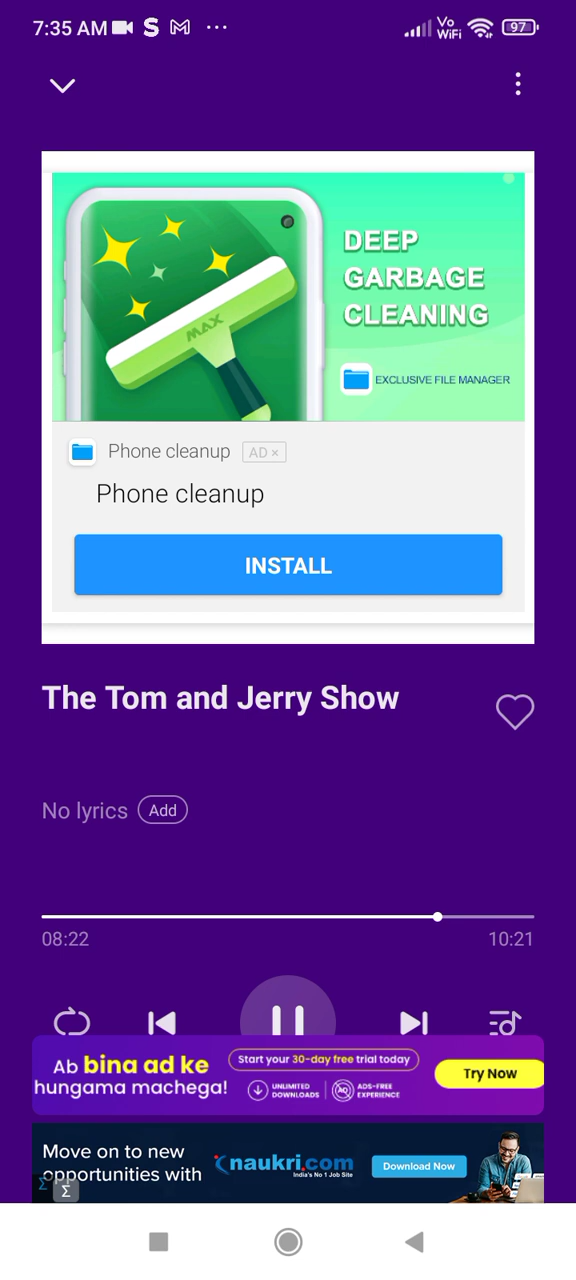 7:35 AM
Vo
WiFi
97
DEEP
GARBAGE
CLEANING
MAX
EXCLUSIVE FILE MANAGER
Phone cleanup
AD ×
Phone cleanup
INSTALL
The Tom and Jerry Show
No lyrics
Add
08:22
10:21
Ab bina ad ke
hungama machega!
Start your 30-day free trial today
UNLIMITED
DOWNLOADS
AD
ADS-FREE
EXPERIENCE
Try Now
Move on to new
opportunities with
naukri.com
India's No 1 Job Site
Download Now
Σ
Σ